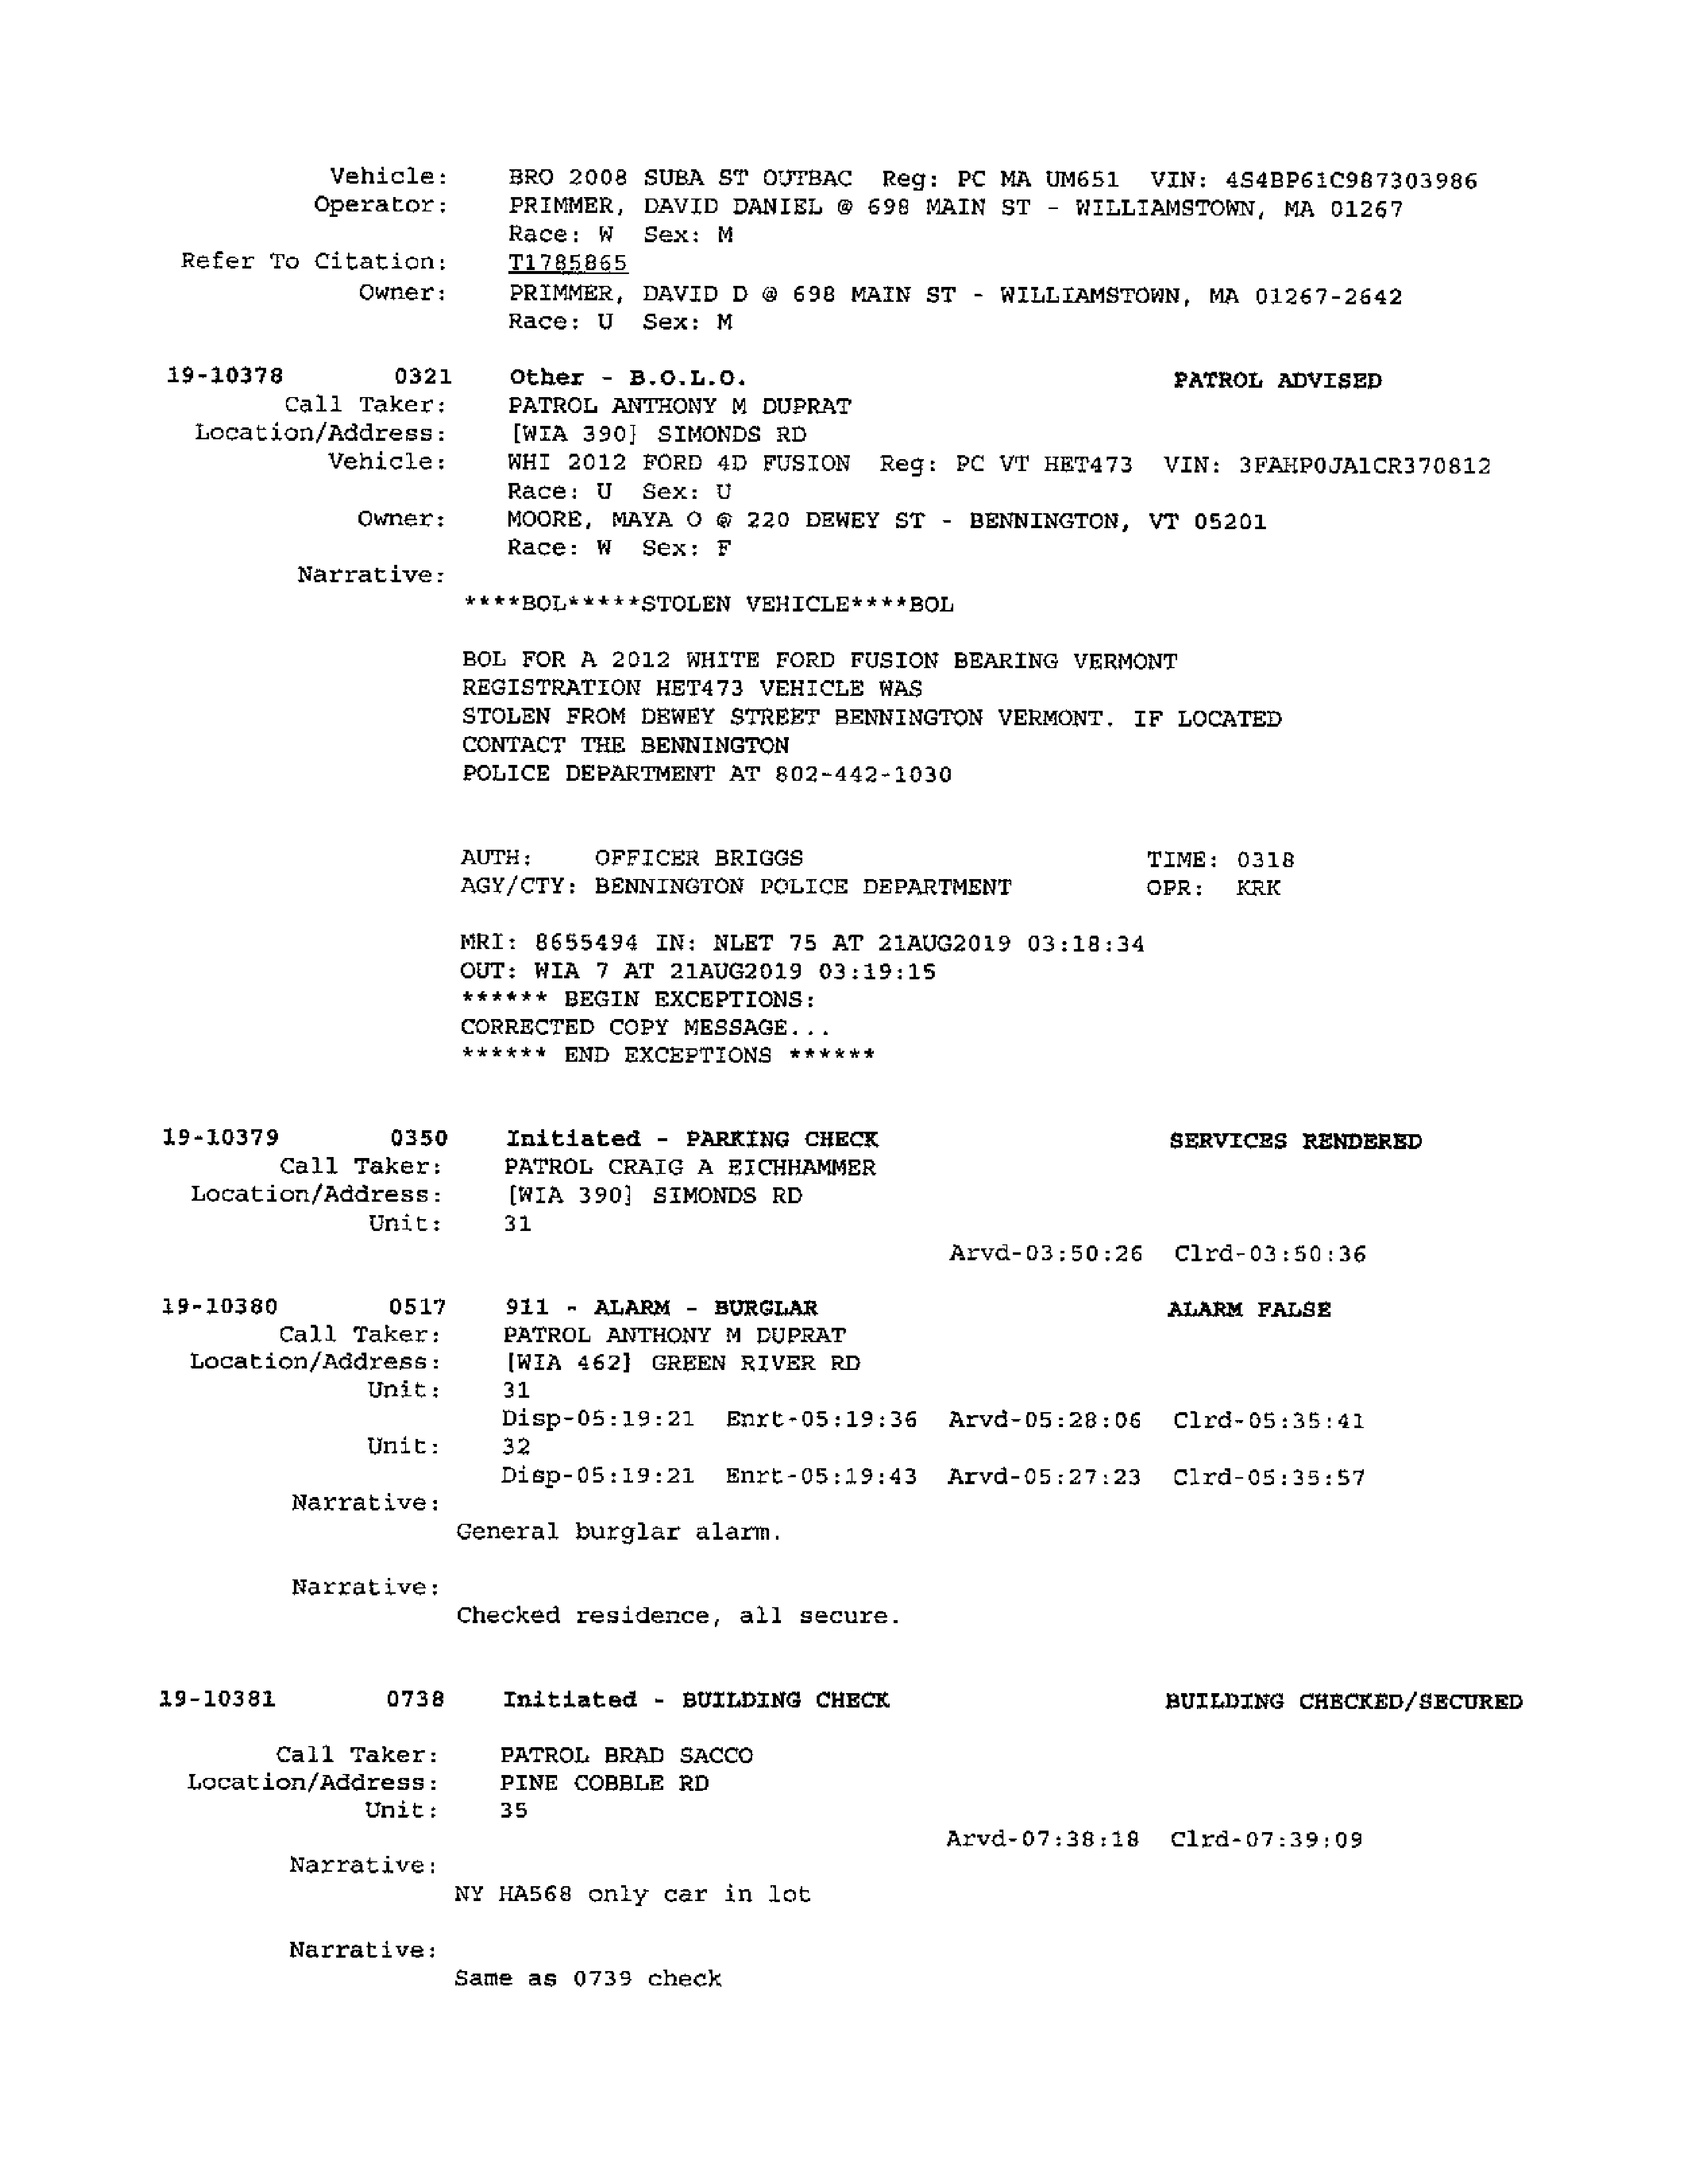 Vehicle: BRO 2008 SUBA ST OUTBAC Reg: PC MA UM651 VIN: 4S4BP61C987303986
Operator: PRIMMER, DAVID DANIEL @ 698 MAIN ST - WILLIAMSTOWN, MA 01267
Race: W Sex: M
Refer To Citation: T1785865
Owner: PRIMMER, DAVID D @ 698 MAIN ST - WILLIAMSTOWN, MA 01267-2642
Race: U Sex: M
19-10378 0321 Other - B.O.L.O. PATROL ADVISED
Call Taker: PATROL ANTHONY M DUPRAT
Location/Address: [WIA 390] SIMONDS RD
Vehicle: WHI 2012 FORD 4D FUSION Reg: PC VT HET473 VIN: 3FAHP0JA1CR370812
Race: U Sex: U
Owner: MOORE, MAYA O @ 220 DEWEY ST - BENNINGTON, VT 05201
Race: W Sex: F
Narrative:
****BOL*****STOLEN VEHICLE****BOL
BOL FOR A 2012 WHITE FORD FUSION BEARING VERMONT
REGISTRATION HET473 VEHICLE WAS
STOLEN FROM DEWEY STREET BENNINGTON VERMONT. IF LOCATED
CONTACT THE BENNINGTON
POLICE DEPARTMENT AT 802-442-1030
AUTH: OFFICER BRIGGS TIME: 0318
AGY/CTY: BENNINGTON POLICE DEPARTMENT OPR: KRK
MRI: 8655494 IN: NLET 75 AT 21AUG2019 03:18:34
OUT: WIA 7 AT 21AUG2019 03:19:15
****** BEGIN EXCEPTIONS:
CORRECTED COPY MESSAGE...
****** END EXCEPTIONS ******
19-10379 0350 Initiated - PARKING CHECK SERVICES RENDERED
Call Taker: PATROL CRAIG A EICHHAMMER
Location/Address: [WIA 390] SIMONDS RD
Unit: 31
Arvd-03:50:26 Clrd-03:50:36
19-10380 0517 911 - ALARM - BURGLAR ALARM FALSE
Call Taker: PATROL ANTHONY M DUPRAT
Location/Address: [WIA 462] GREEN RIVER RD
Unit: 31
Disp-05:19:21 Enrt-05:19:36 Arvd-05:28:06 Clrd-05:35:41
Unit: 32
Disp-05:19:21 Enrt-05:19:43 Arvd-05:27:23 Clrd-05:35:57
Narrative:
General burglar alarm.
Narrative:
Checked residence, all secure.
19-10381 0738 Initiated - BUILDING CHECK BUILDING CHECKED/SECURED
Call Taker: PATROL BRAD SACCO
Location/Address: PINE COBBLE RD
Unit: 35
Arvd-07:38:18 Clrd-07:39:09
Narrative:
NY HA568 only car in lot
Narrative:
Same as 0739 check